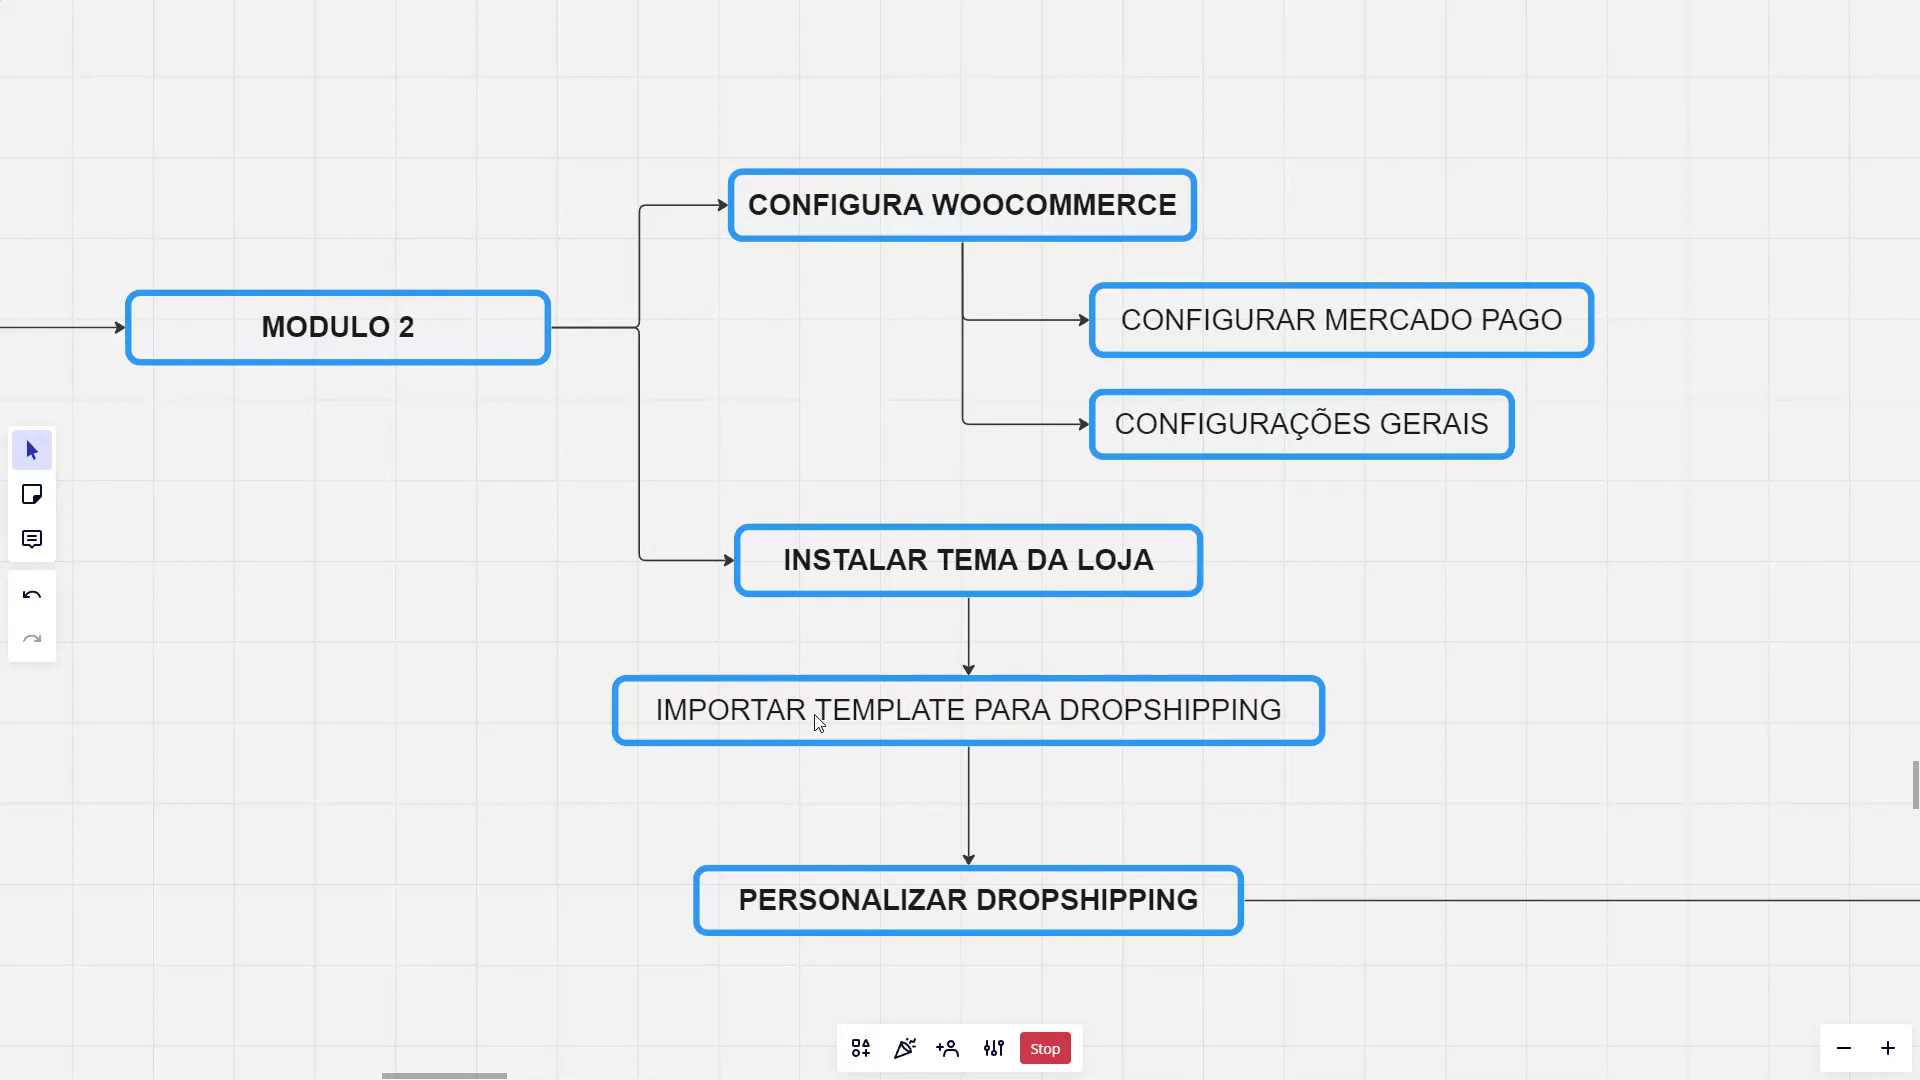 CONFIGURA WOOCOMMERCE
MODULO 2
CONFIGURAR MERCADO PAGO
CONFIGURAÇÕES GERAIS
INSTALAR TEMA DA LOJA
IMPORTAR TEMPLATE PARA DROPSHIPPING
PERSONALIZAR DROPSHIPPING
Stop